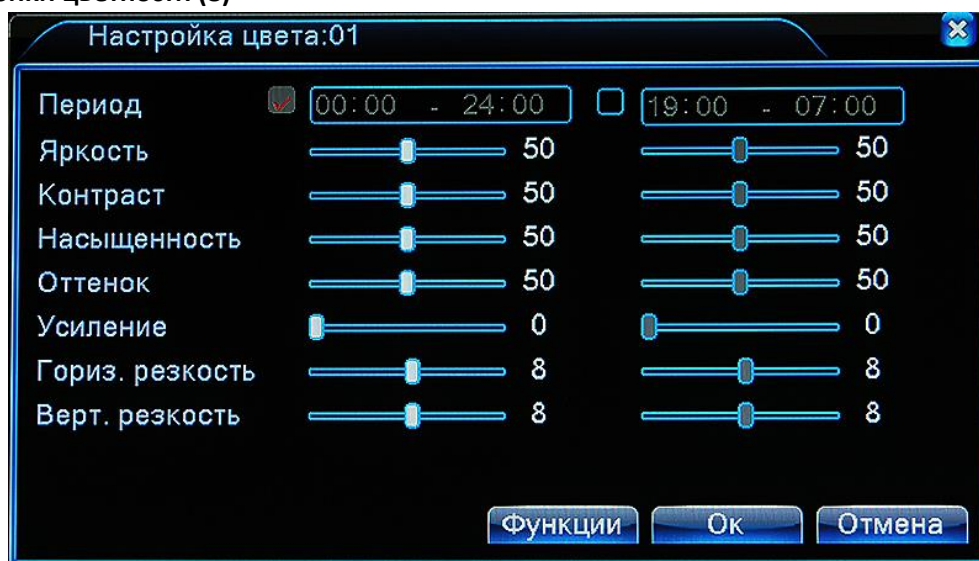 Настройка цвета:01
Период 00:00 - 24:00 19:00 - 07:00
Яркость 50 50
Контраст 50 50
Насыщенность 50 50
Оттенок 50 50
Усиление 0 0
Гориз. резкость 8 8
Верт. резкость 8 8
Функции Ок Отмена